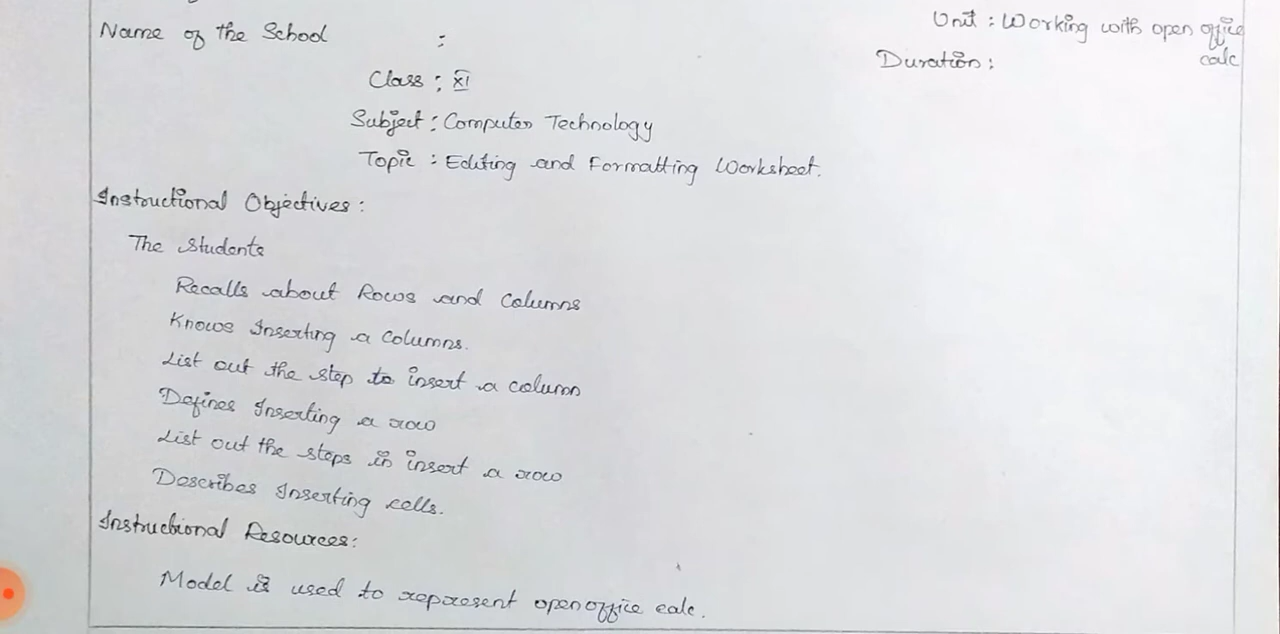 Name of the School :
Unit : Working with open office calc
Duration :
Class : XI
Subject : Computer Technology
Topic : Editing and Formatting Worksheet.
Instructional Objectives :
The Students
Recalls about Rows and Columns
Knows Inserting a Columns.
List out the step to insert a column
Defines Inserting a row
List out the steps in insert a row
Describes Inserting cells.
Instructional Resources :
Model is used to represent open office calc.